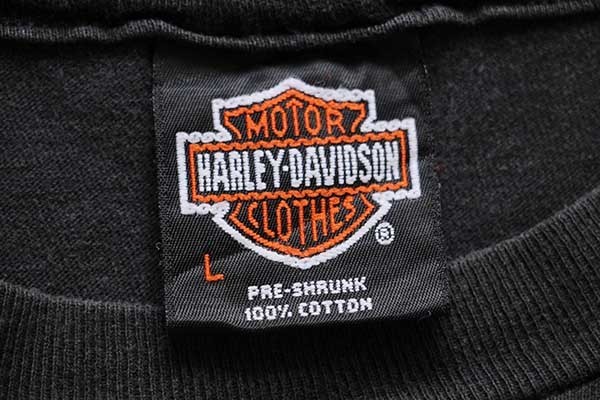 MOTOR
HARLEY-DAVIDSON
CLOTHES
®
L
PRE-SHRUNK
100% COTTON